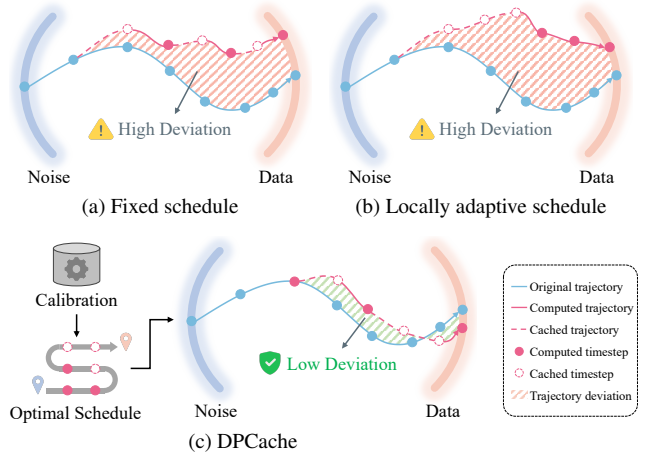 High Deviation
Noise
Data
(a) Fixed schedule
High Deviation
Noise
Data
(b) Locally adaptive schedule
Calibration
Optimal Schedule
Low Deviation
Noise
Data
(c) DPCache
Original trajectory
Computed trajectory
Cached trajectory
Computed timestep
Cached timestep
Trajectory deviation